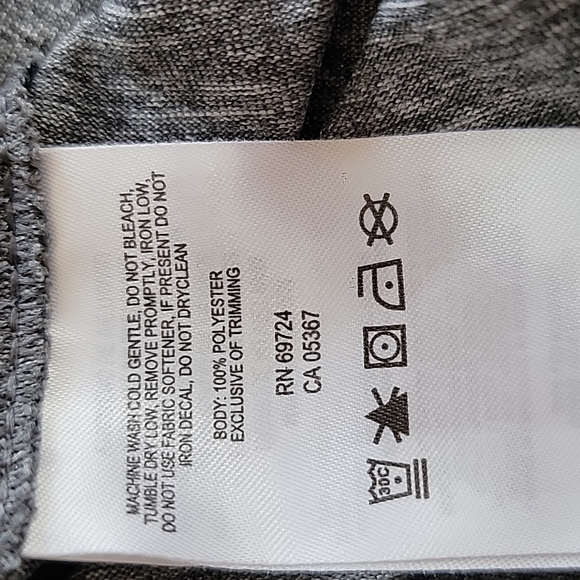 MACHINE WASH COLD GENTLE, DO NOT BLEACH,
TUMBLE DRY LOW, REMOVE PROMPTLY, IRON LOW,
DO NOT USE FABRIC SOFTENER, IF PRESENT DO NOT
IRON DECAL, DO NOT DRYCLEAN
BODY: 100% POLYESTER
EXCLUSIVE OF TRIMMING
RN 69724
CA 05367
30C